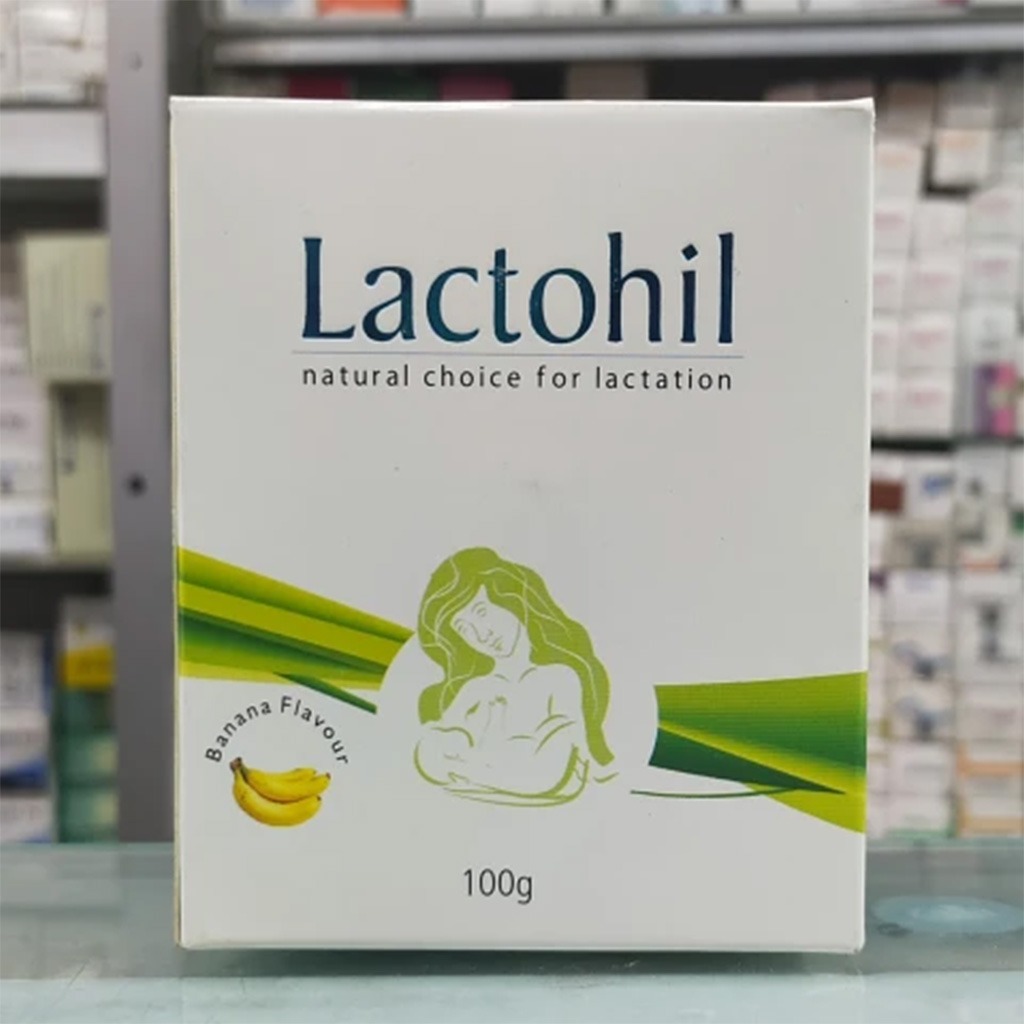 Lactohil
natural choice for lactation
Banana Flavour
100g